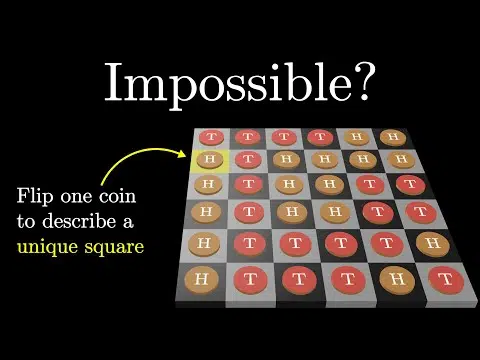 Impossible?
T T T T H H
H T H H H H
Flip one coin
to describe a
unique square
H T H H T T
H T H H T T
H T T T T H
H T T T H T